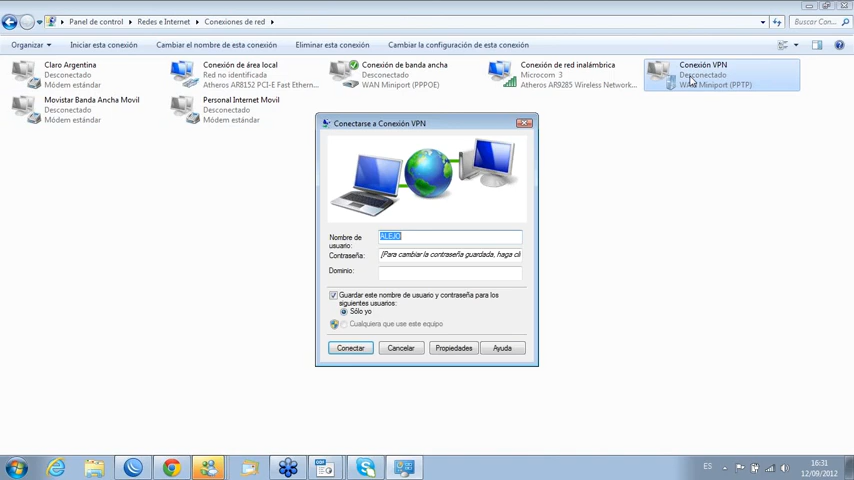 Panel de control
Redes e Internet
Conexiones de red
Buscar Con...
Organizar
Iniciar esta conexión
Cambiar el nombre de esta conexión
Eliminar esta conexión
Cambiar la configuración de esta conexión
Claro Argentina
Desconectado
Módem estándar
Conexión de área local
Red no identificada
Atheros AR8152 PCI-E Fast Ethern...
Conexión de banda ancha
Desconectado
WAN Miniport (PPPOE)
Conexión de red inalámbrica
Microcom 3
Atheros AR9285 Wireless Network...
Conexión VPN
Desconectado
WAN Miniport (PPTP)
Movistar Banda Ancha Movil
Desconectado
Módem estándar
Personal Internet Movil
Desconectado
Módem estándar
Conectarse a Conexión VPN
Nombre de
usuario:
ALEJO
Contraseña:
[Para cambiar la contraseña guardada, haga cli
Dominio:
Guardar este nombre de usuario y contraseña para los
siguientes usuarios:
Sólo yo
Cualquiera que use este equipo
Conectar
Cancelar
Propiedades
Ayuda
ES
16:31
12/09/2012